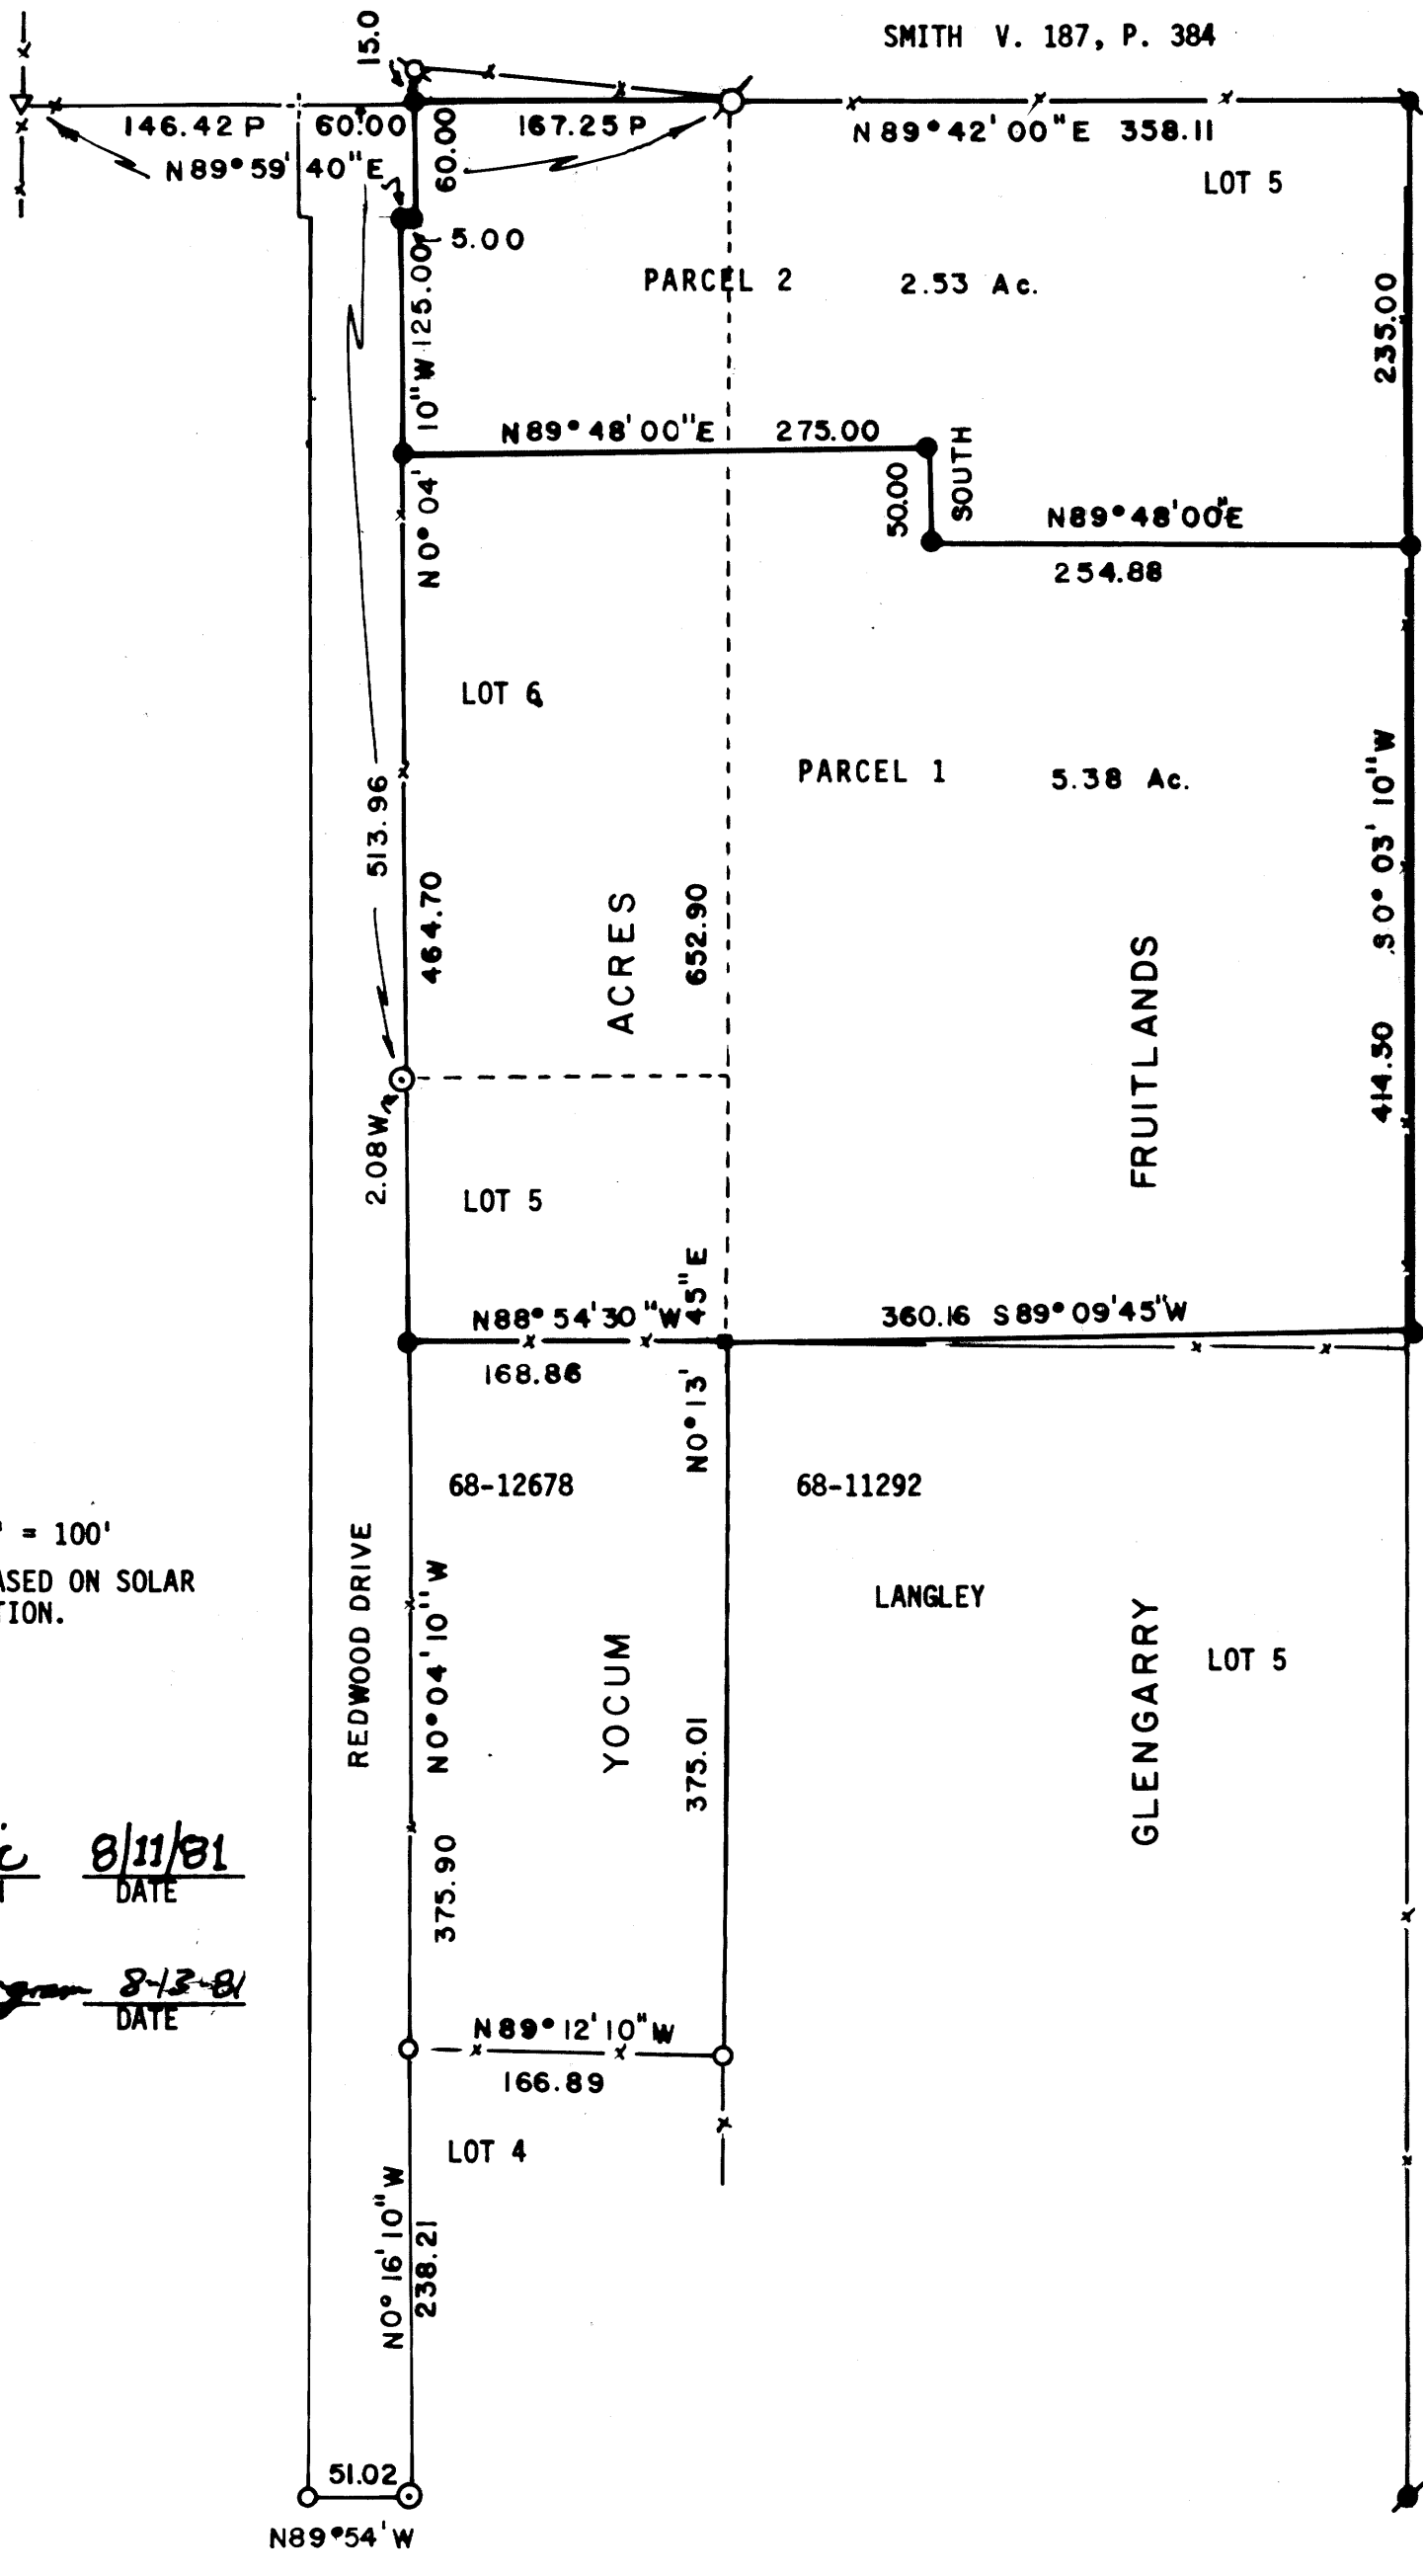 SMITH V. 187, P. 384
15.0
146.42 P
60.00
60.00
167.25 P
N 89° 42' 00" E 358.11
N 89° 59' 40" E
LOT 5
5.00
PARCEL 2 2.53 Ac.
235.00
N 0° 04' 10" W 125.00
N 89° 48' 00" E 275.00
50.00
SOUTH
N 89° 48' 00" E
254.88
LOT 6
PARCEL 1 5.38 Ac.
513.96
464.70
ACRES
652.90
FRUITLANDS
414.30 S 0° 03' 10" W
2.08 W
LOT 5
N 88° 54' 30" W
168.86
N 0° 13' 45" E
360.16 S 89° 09' 45" W
68-12678
68-11292
' = 100'
ASED ON SOLAR
TION.
REDWOOD DRIVE
N 0° 04' 10" W
375.90
YOCUM
375.01
LANGLEY
GLENGARRY
LOT 5
8/11/81
DATE
8-13-81
DATE
N 89° 12' 10" W
166.89
LOT 4
N 0° 16' 10" W
238.21
51.02
N 89° 54' W